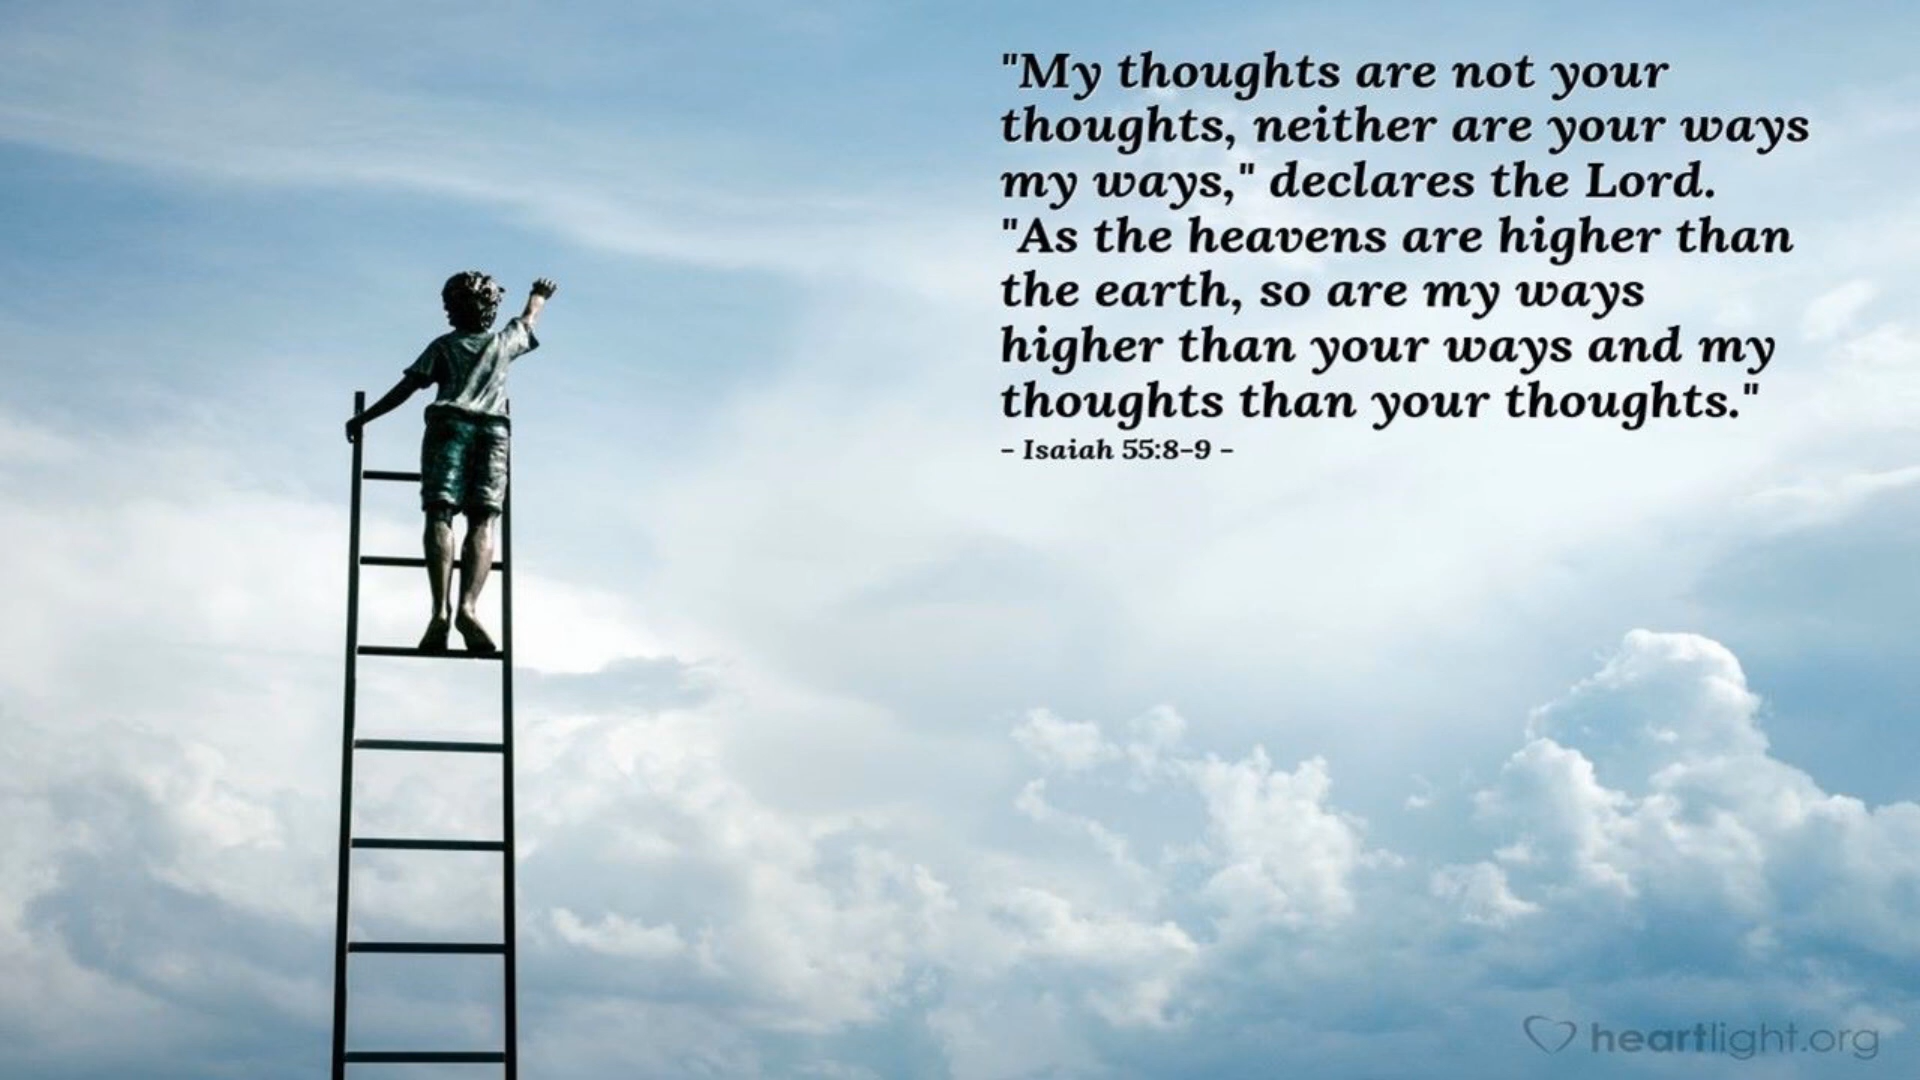 "My thoughts are not your
thoughts, neither are your ways
my ways," declares the Lord.
"As the heavens are higher than
the earth, so are my ways
higher than your ways and my
thoughts than your thoughts."
– Isaiah 55:8–9 –
heartlight.org